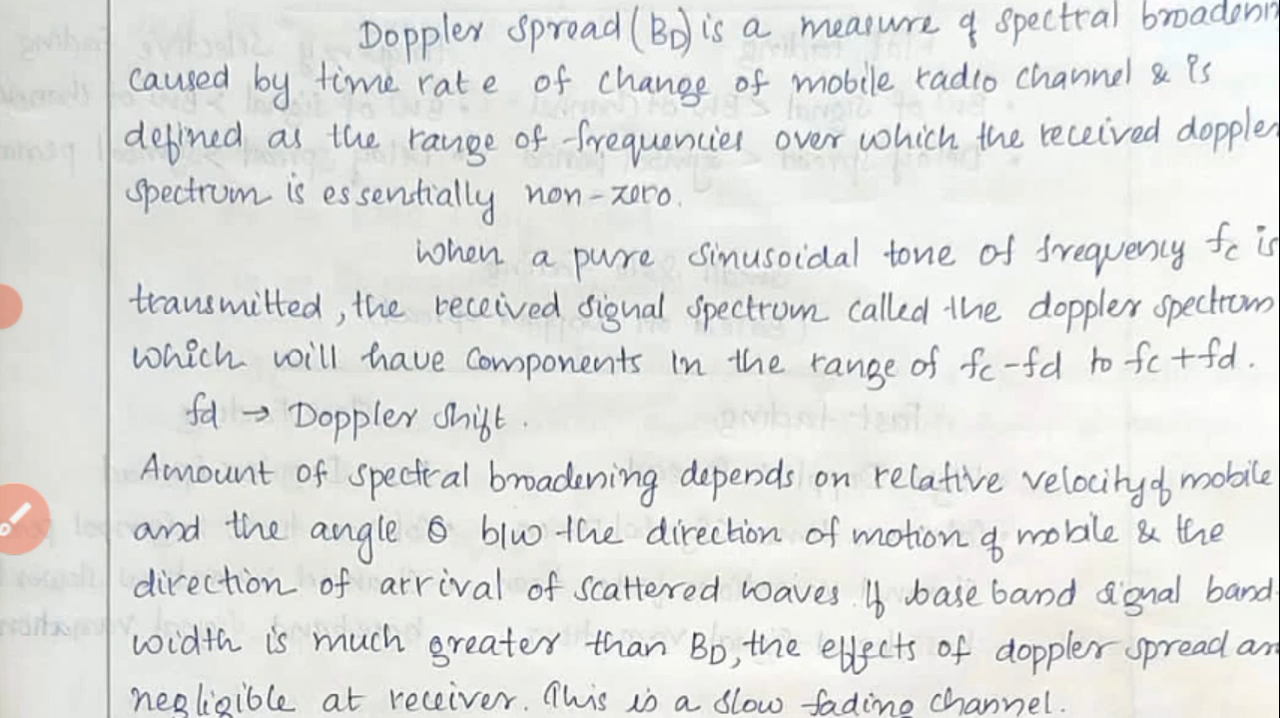 Doppler spread (BD) is a measure of spectral broadenin
caused by time rate of change of mobile radio channel & is
defined as the range of frequencies over which the received doppler
spectrum is essentially non-zero.
When a pure sinusoidal tone of frequency fc is
transmitted, the received signal spectrum called the doppler spectrum
which will have components in the range of fc-fd to fc+fd.
fd → Doppler shift.
Amount of spectral broadening depends on relative velocity of mobile
and the angle θ b/w the direction of motion of mobile & the
direction of arrival of scattered waves. If base band signal band-
width is much greater than BD, the effects of doppler spread are
negligible at receiver. This is a slow fading channel.